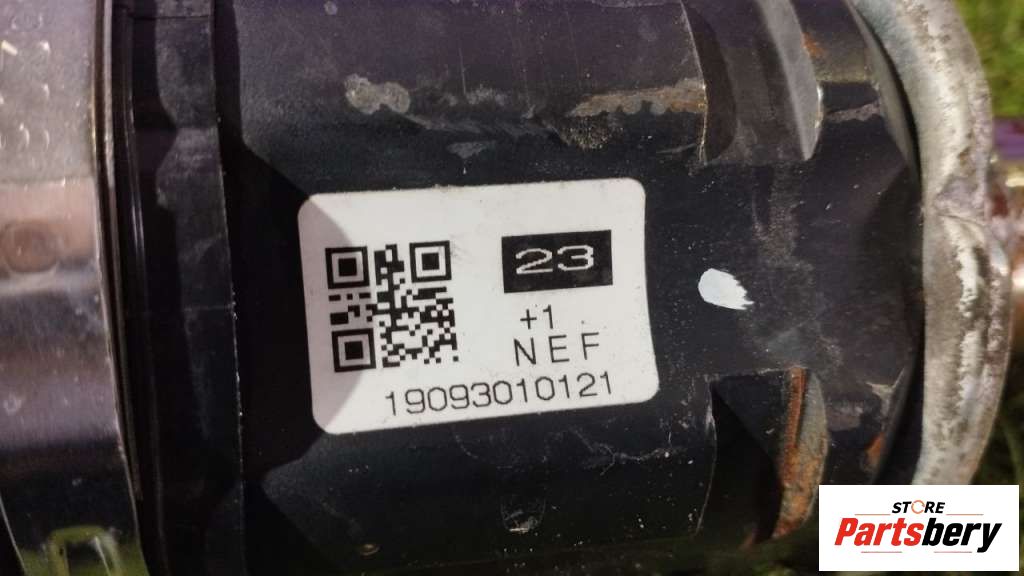 23
+1
NEF
19093010121
STORE
Partsbery